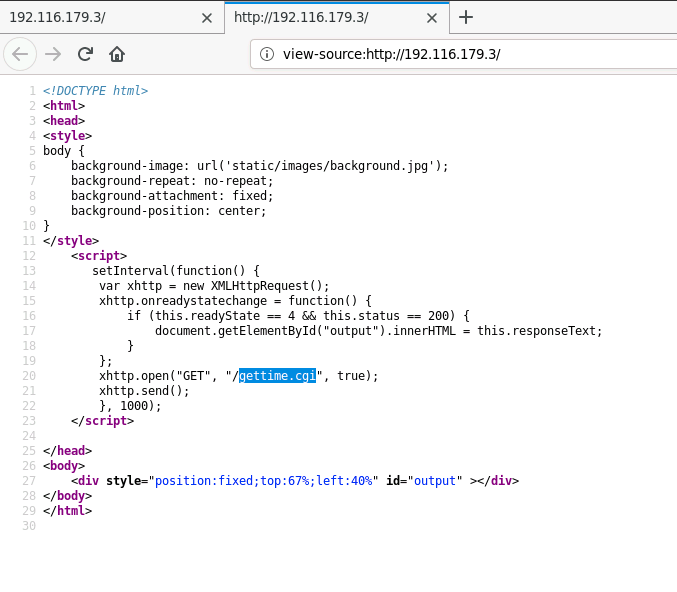 192.116.179.3/
http://192.116.179.3/
view-source:http://192.116.179.3/
1 <!DOCTYPE html>
2 <html>
3 <head>
4 <style>
5 body {
6     background-image: url('static/images/background.jpg');
7     background-repeat: no-repeat;
8     background-attachment: fixed;
9     background-position: center;
10 }
11 </style>
12     <script>
13        setInterval(function() {
14         var xhttp = new XMLHttpRequest();
15         xhttp.onreadystatechange = function() {
16             if (this.readyState == 4 && this.status == 200) {
17                 document.getElementById("output").innerHTML = this.responseText;
18             }
19         };
20         xhttp.open("GET", "/gettime.cgi", true);
21         xhttp.send();
22         }, 1000);
23     </script>
24
25 </head>
26 <body>
27     <div style="position:fixed;top:67%;left:40%" id="output" ></div>
28 </body>
29 </html>
30